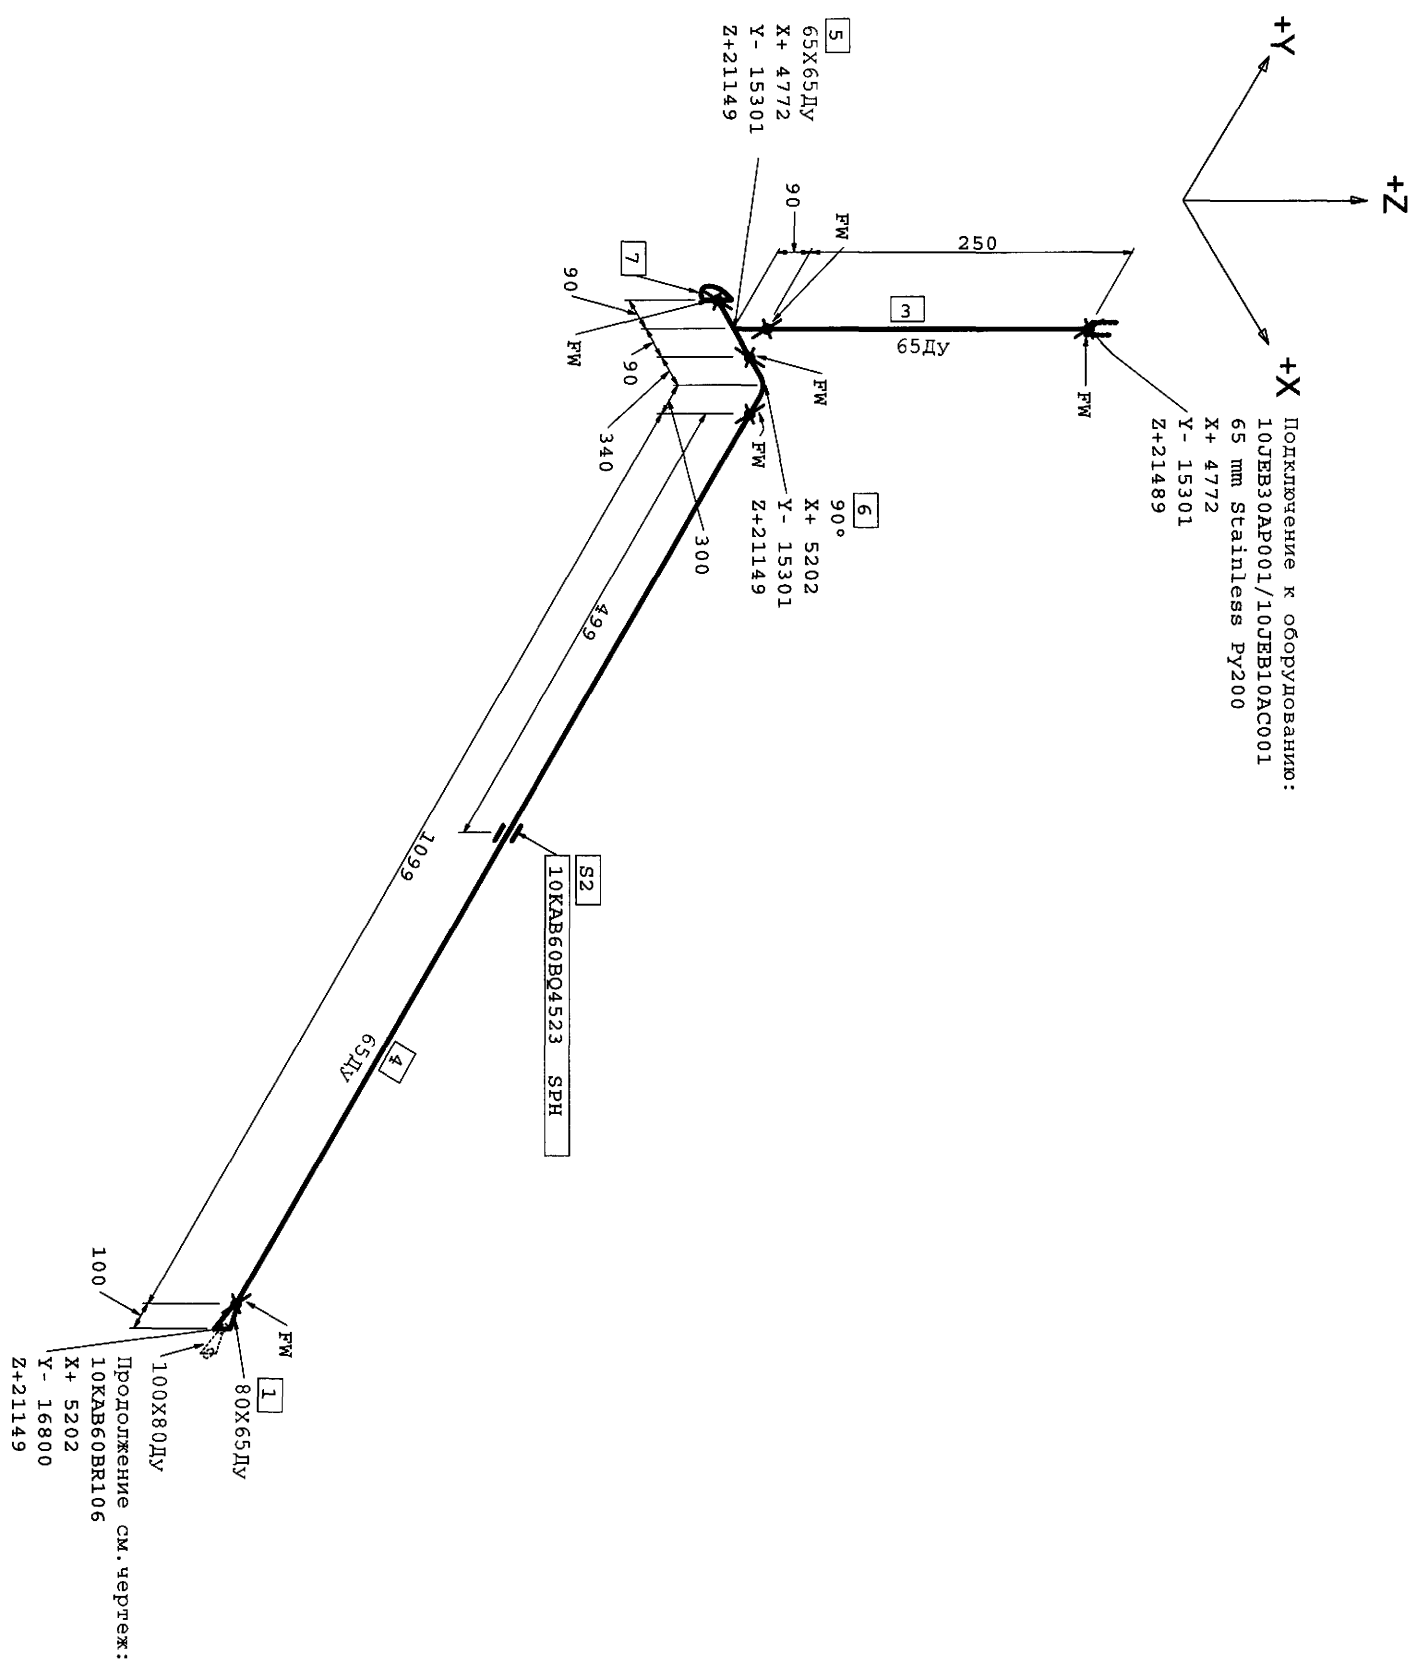 +Y
+Z
+X
5
65X65Ду
X+ 4772
Y- 15301
Z+21149
90
FW
250
3
65Ду
FW
Подключение к оборудованию:
10JEB30AP001/10JEB10AC001
65 mm Stainless Py200
X+ 4772
Y- 15301
Z+21489
7
90
FW
90
340
300
FW
FW
6
90°
X+ 5202
Y- 15301
Z+21149
499
1099
S2
10KAB60BQ4523 SPH
4
65Ду
100
FW
1
80X65Ду
100X80Ду
Продолжение см.чертеж:
10KAB60BR106
X+ 5202
Y- 16800
Z+21149